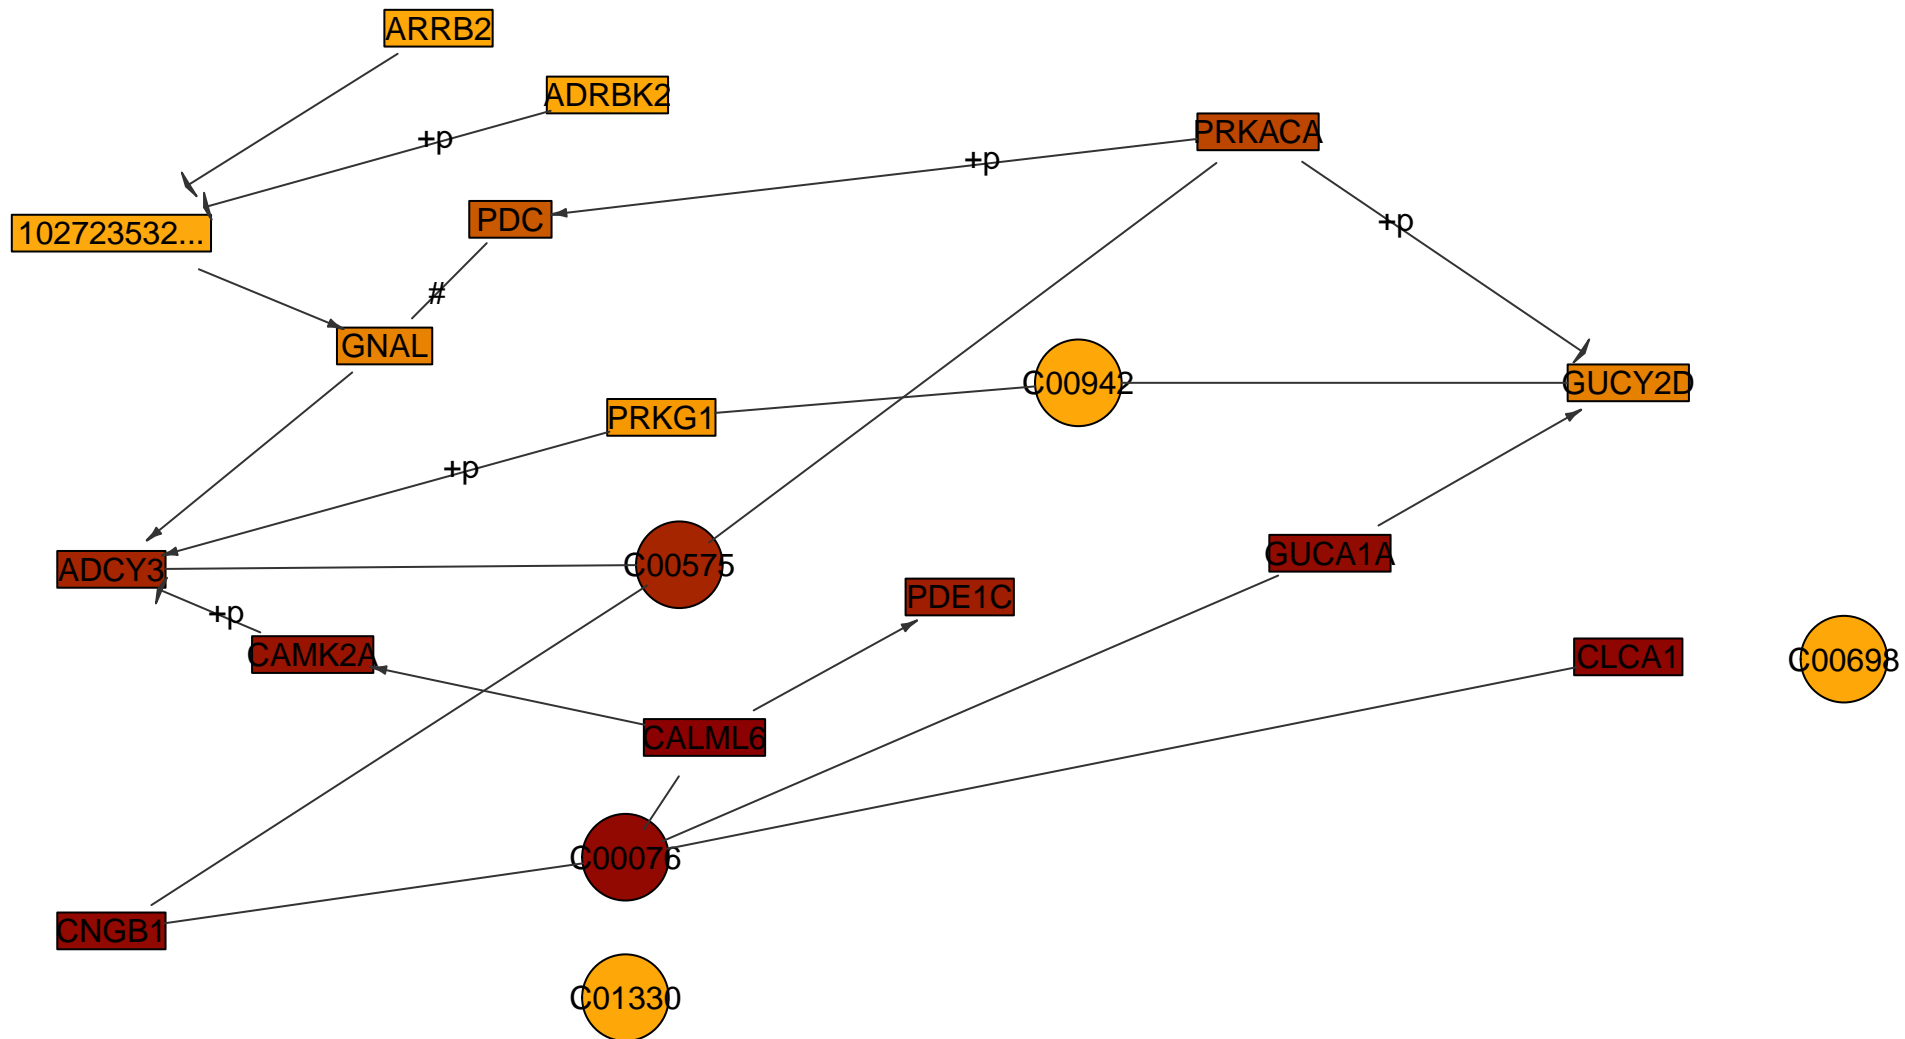 ARRB2
ADRBK2
PRKACA
+p
+p
PDC
+p
102723532...
#
GNAL
C00942
GUCY2D
PRKG1
+p
GUCA1A
C00575
ADCY3
PDE1C
+p
CAMK2A
CLCA1
C00698
CALML6
C00076
CNGB1
C01330